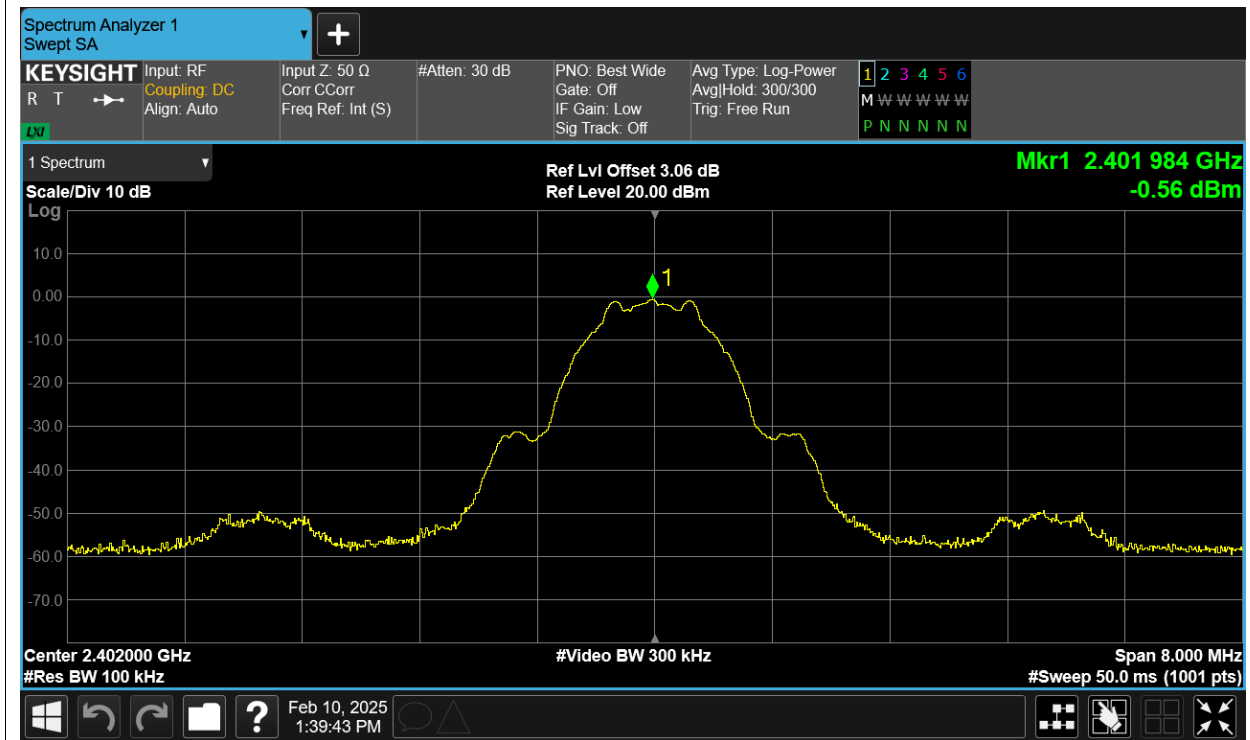 Spectrum Analyzer 1
Swept SA
KEYSIGHT
R T
LXI
Input: RF
Coupling: DC
Align: Auto
Input Z: 50 Ω
Corr CCorr
Freq Ref: Int (S)
#Atten: 30 dB
PNO: Best Wide
Gate: Off
IF Gain: Low
Sig Track: Off
Avg Type: Log-Power
Avg|Hold: 300/300
Trig: Free Run
1 2 3 4 5 6
M W W W W W
P N N N N N
1 Spectrum
Scale/Div 10 dB
Log
Ref Lvl Offset 3.06 dB
Ref Level 20.00 dBm
Mkr1 2.401 984 GHz
-0.56 dBm
1
10.0
0.00
-10.0
-20.0
-30.0
-40.0
-50.0
-60.0
-70.0
Center 2.402000 GHz
#Res BW 100 kHz
#Video BW 300 kHz
Span 8.000 MHz
#Sweep 50.0 ms (1001 pts)
?
Feb 10, 2025
1:39:43 PM